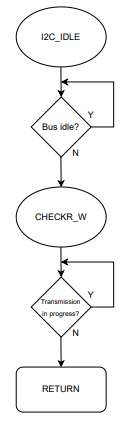 I2C_IDLE
Y
Bus idle?
N
CHECKR_W
Y
Transmission
in progress?
N
RETURN